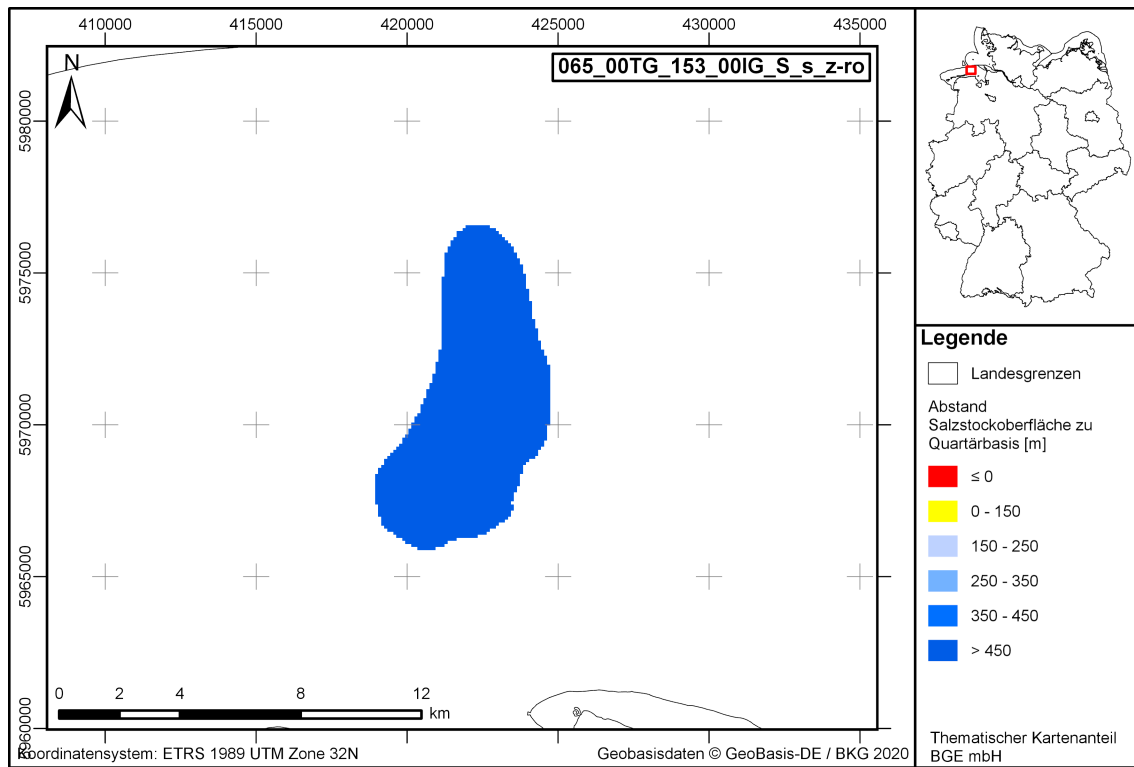 410000 415000 420000 425000 430000 435000
N
065_00TG_153_00IG_S_s_z-ro
5980000
5975000
5970000
5965000
5960000
0 2 4 8 12
km
Koordinatensystem: ETRS 1989 UTM Zone 32N
Geobasisdaten © GeoBasis-DE / BKG 2020
Legende
Landesgrenzen
Abstand
Salzstockoberfläche zu
Quartärbasis [m]
≤ 0
0 - 150
150 - 250
250 - 350
350 - 450
> 450
Thematischer Kartenanteil
BGE mbH